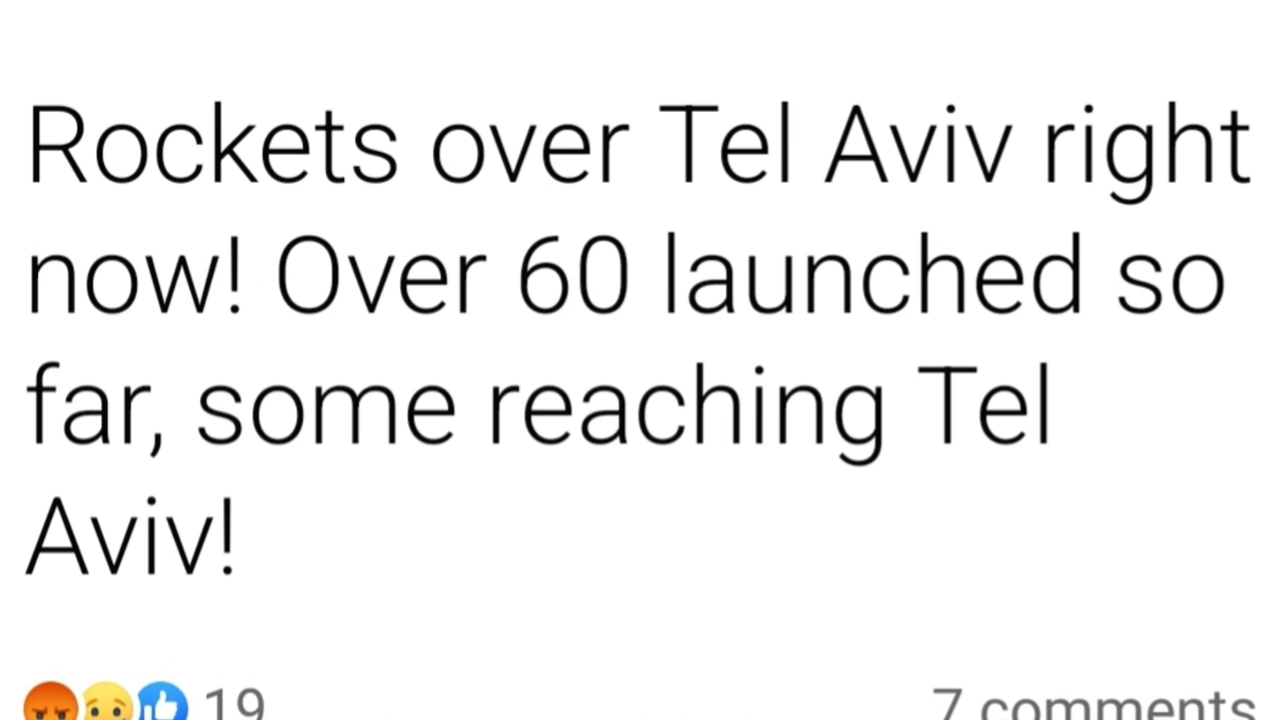 Rockets over Tel Aviv right
now! Over 60 launched so
far, some reaching Tel
Aviv!
19 7 comments